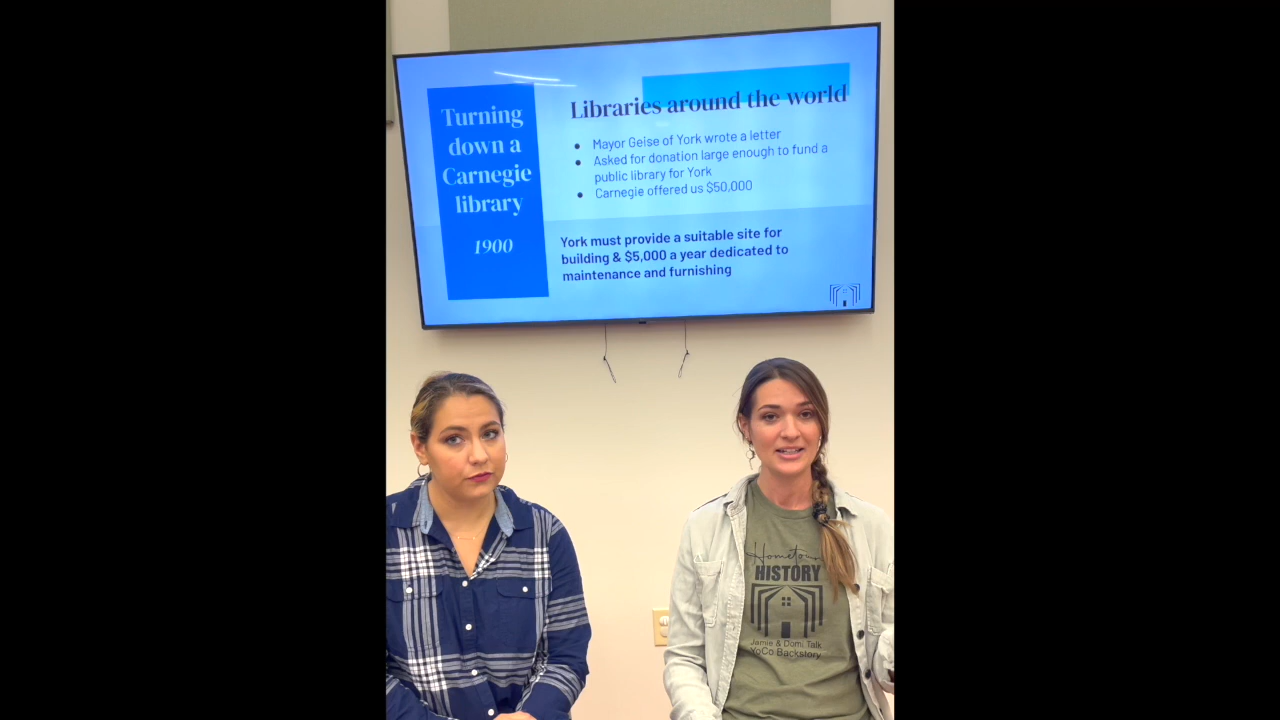 Turning
down a
Carnegie
library
1900
Libraries around the world
Mayor Geise of York wrote a letter
Asked for donation large enough to fund a
public library for York
Carnegie offered us $50,000
York must provide a suitable site for
building & $5,000 a year dedicated to
maintenance and furnishing
Hometown
HISTORY
Jamie & Domi Talk
YoCo Backstory